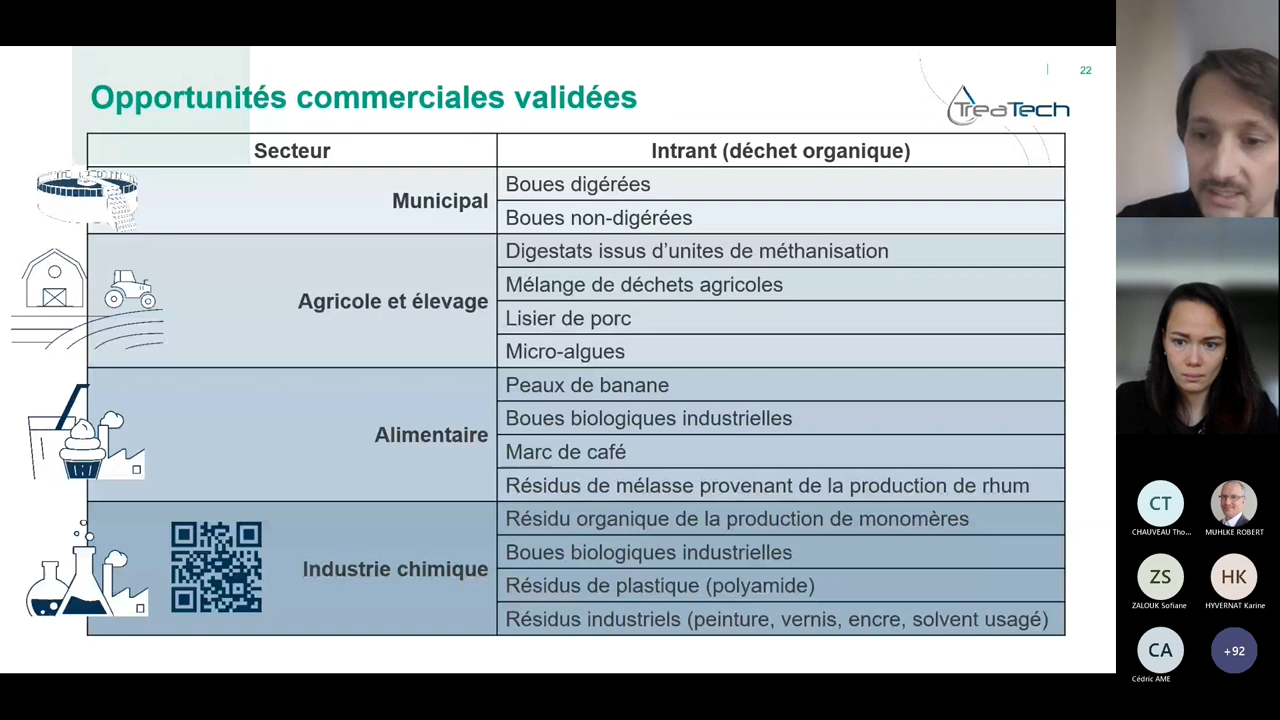 22
Opportunités commerciales validées
TreaTech
Secteur
Intrant (déchet organique)
Municipal
Boues digérées
Boues non-digérées
Agricole et élevage
Digestats issus d’unites de méthanisation
Mélange de déchets agricoles
Lisier de porc
Micro-algues
Alimentaire
Peaux de banane
Boues biologiques industrielles
Marc de café
Résidus de mélasse provenant de la production de rhum
Industrie chimique
Résidu organique de la production de monomères
Boues biologiques industrielles
Résidus de plastique (polyamide)
Résidus industriels (peinture, vernis, encre, solvent usagé)
CT
CHAUVEAU Tho...
MUHLKE ROBERT
ZS
ZALOUK Sofiane
HK
HYVERNAT Karine
CA
Cédric AME
+92